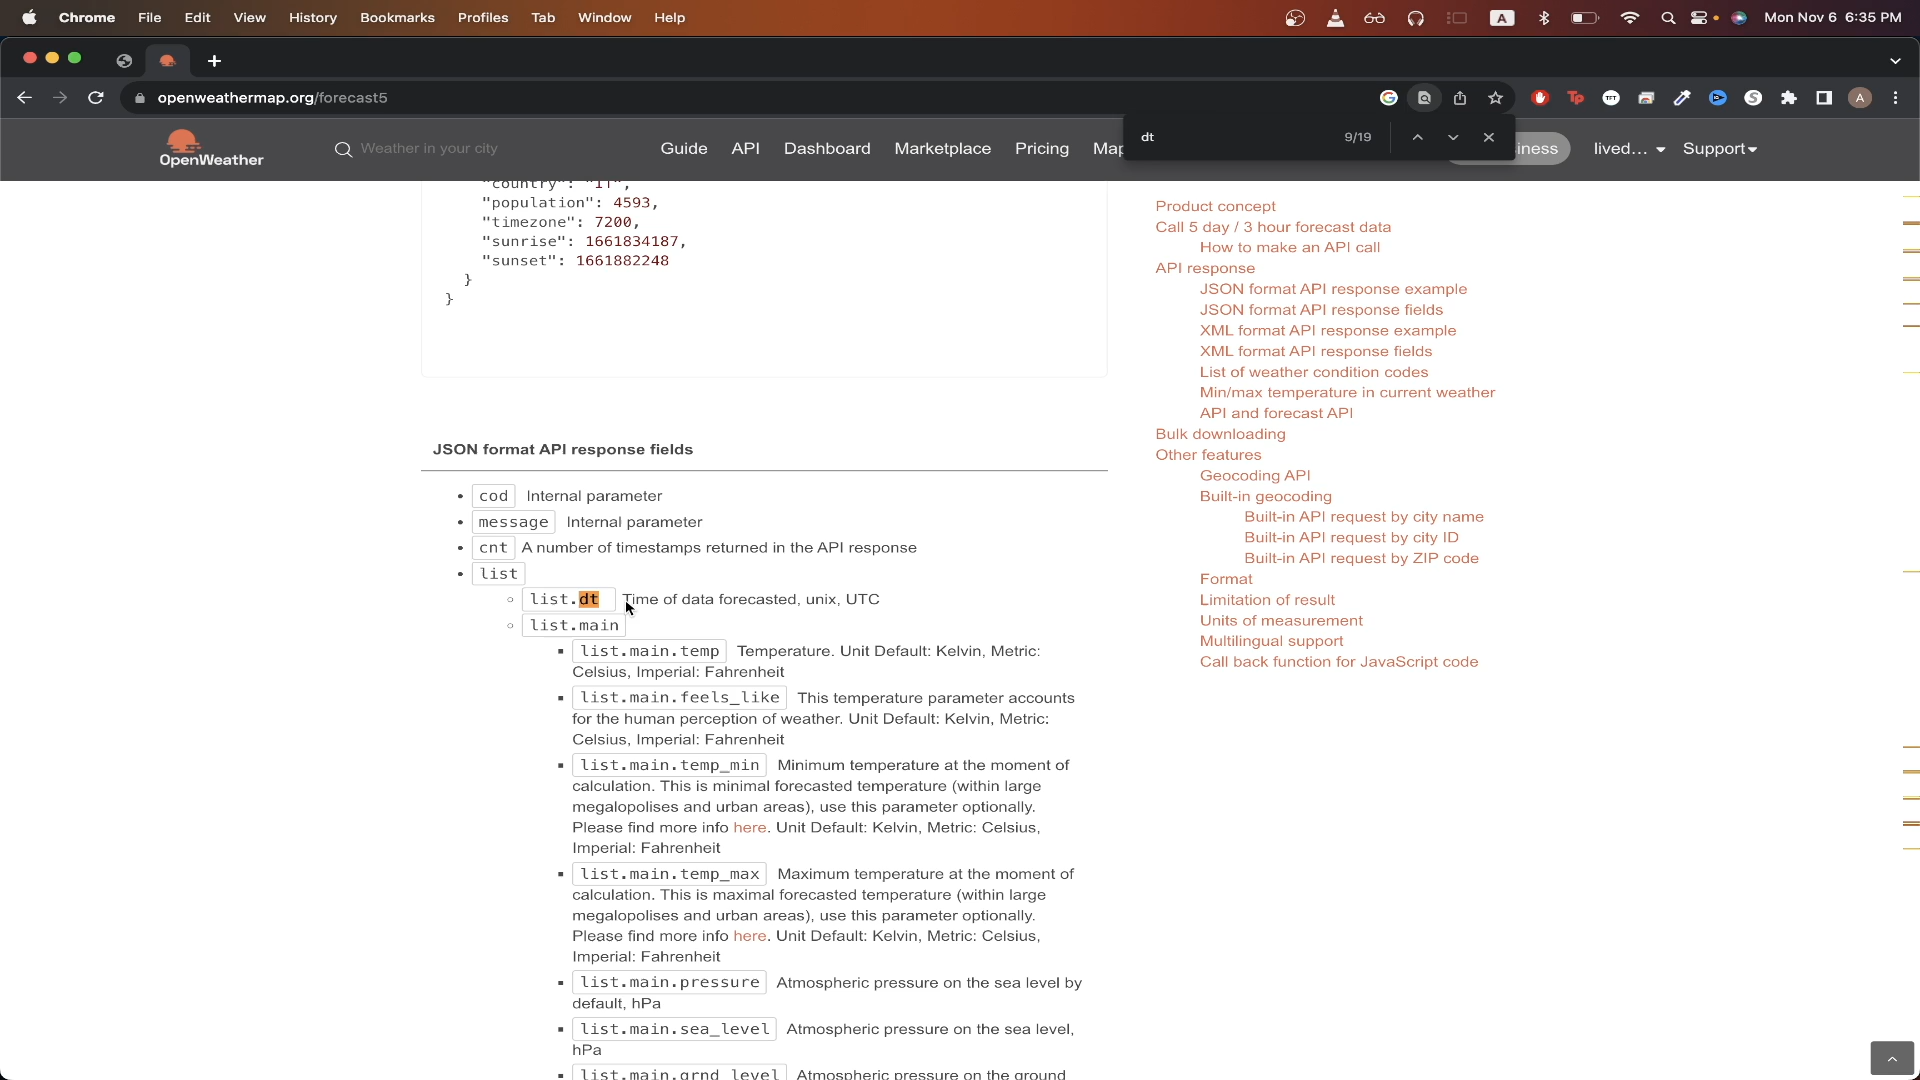 Chrome File Edit View History Bookmarks Profiles Tab Window Help
A
Mon Nov 6 6:35 PM
openweathermap.org/forecast5
A
dt
9/19
OpenWeather
Weather in your city
Guide API Dashboard Marketplace Pricing Map
iness
lived...
Support
"country": "IT",
"population": 4593,
"timezone": 7200,
"sunrise": 1661834187,
"sunset": 1661882248
}
}
JSON format API response fields
cod Internal parameter
message Internal parameter
cnt A number of timestamps returned in the API response
list
list.dt Time of data forecasted, unix, UTC
list.main
list.main.temp Temperature. Unit Default: Kelvin, Metric:
Celsius, Imperial: Fahrenheit
list.main.feels_like This temperature parameter accounts
for the human perception of weather. Unit Default: Kelvin, Metric:
Celsius, Imperial: Fahrenheit
list.main.temp_min Minimum temperature at the moment of
calculation. This is minimal forecasted temperature (within large
megalopolises and urban areas), use this parameter optionally.
Please find more info here. Unit Default: Kelvin, Metric: Celsius,
Imperial: Fahrenheit
list.main.temp_max Maximum temperature at the moment of
calculation. This is maximal forecasted temperature (within large
megalopolises and urban areas), use this parameter optionally.
Please find more info here. Unit Default: Kelvin, Metric: Celsius,
Imperial: Fahrenheit
list.main.pressure Atmospheric pressure on the sea level by
default, hPa
list.main.sea_level Atmospheric pressure on the sea level,
hPa
list.main.grnd_level Atmospheric pressure on the ground
Product concept
Call 5 day / 3 hour forecast data
How to make an API call
API response
JSON format API response example
JSON format API response fields
XML format API response example
XML format API response fields
List of weather condition codes
Min/max temperature in current weather
API and forecast API
Bulk downloading
Other features
Geocoding API
Built-in geocoding
Built-in API request by city name
Built-in API request by city ID
Built-in API request by ZIP code
Format
Limitation of result
Units of measurement
Multilingual support
Call back function for JavaScript code